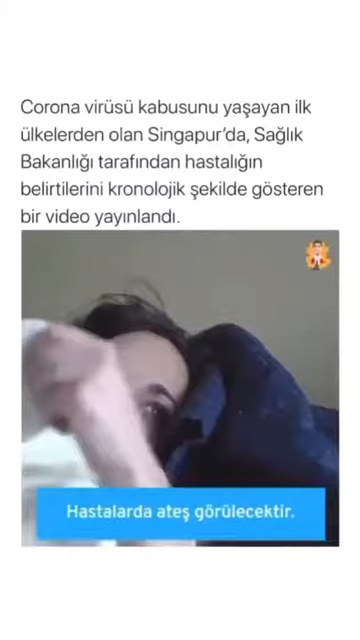 Corona virüsü kabusunu yaşayan ilk
ülkelerden olan Singapur’da, Sağlık
Bakanlığı tarafından hastalığın
belirtilerini kronolojik şekilde gösteren
bir video yayınlandı.
Hastalarda ateş görülecektir.